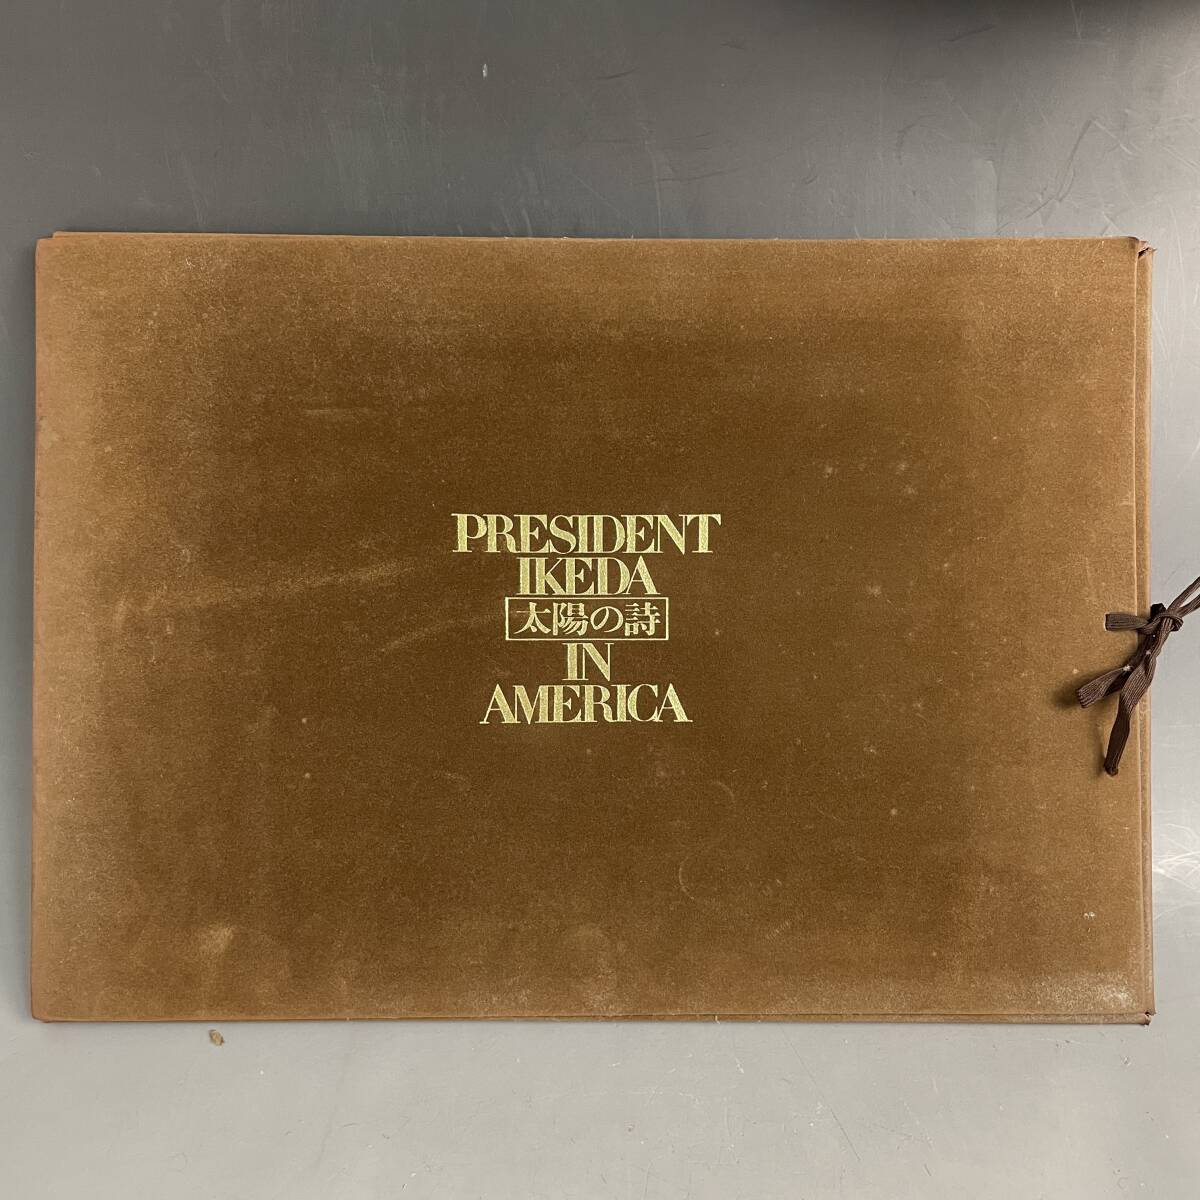 PRESIDENT
IKEDA
太陽の詩
IN
AMERICA